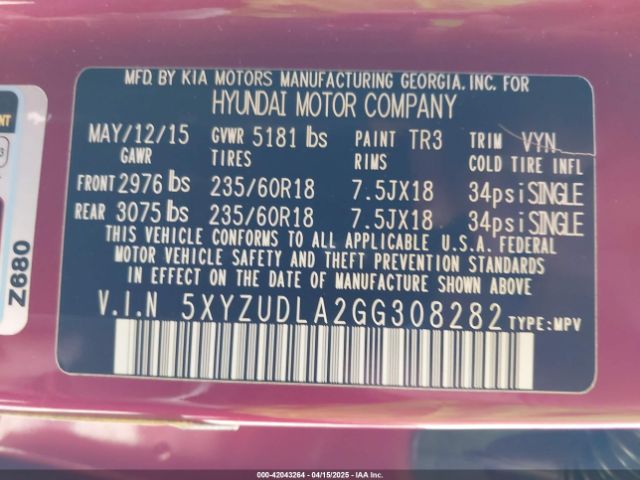 MFD. BY KIA MOTORS MANUFACTURING GEORGIA. INC. FOR
HYUNDAI MOTOR COMPANY
MAY/12/15 GVWR 5181 lbs PAINT TR3 TRIM VYN
GAWR TIRES RIMS COLD TIRE INFL
FRONT 2976 lbs 235/60R18 7.5JX18 34psi SINGLE
REAR 3075 lbs 235/60R18 7.5JX18 34psi SINGLE
THIS VEHICLE CONFORMS TO ALL APPLICABLE U.S.A. FEDERAL
MOTOR VEHICLE SAFETY AND THEFT PREVENTION STANDARDS
IN EFFECT ON THE DATE OF MANUFACTURE SHOWN ABOVE.
V.I.N 5XYZUDLA2GG308282 TYPE:MPV
Z680
000-42043264 - 04/15/2025 - IAAC